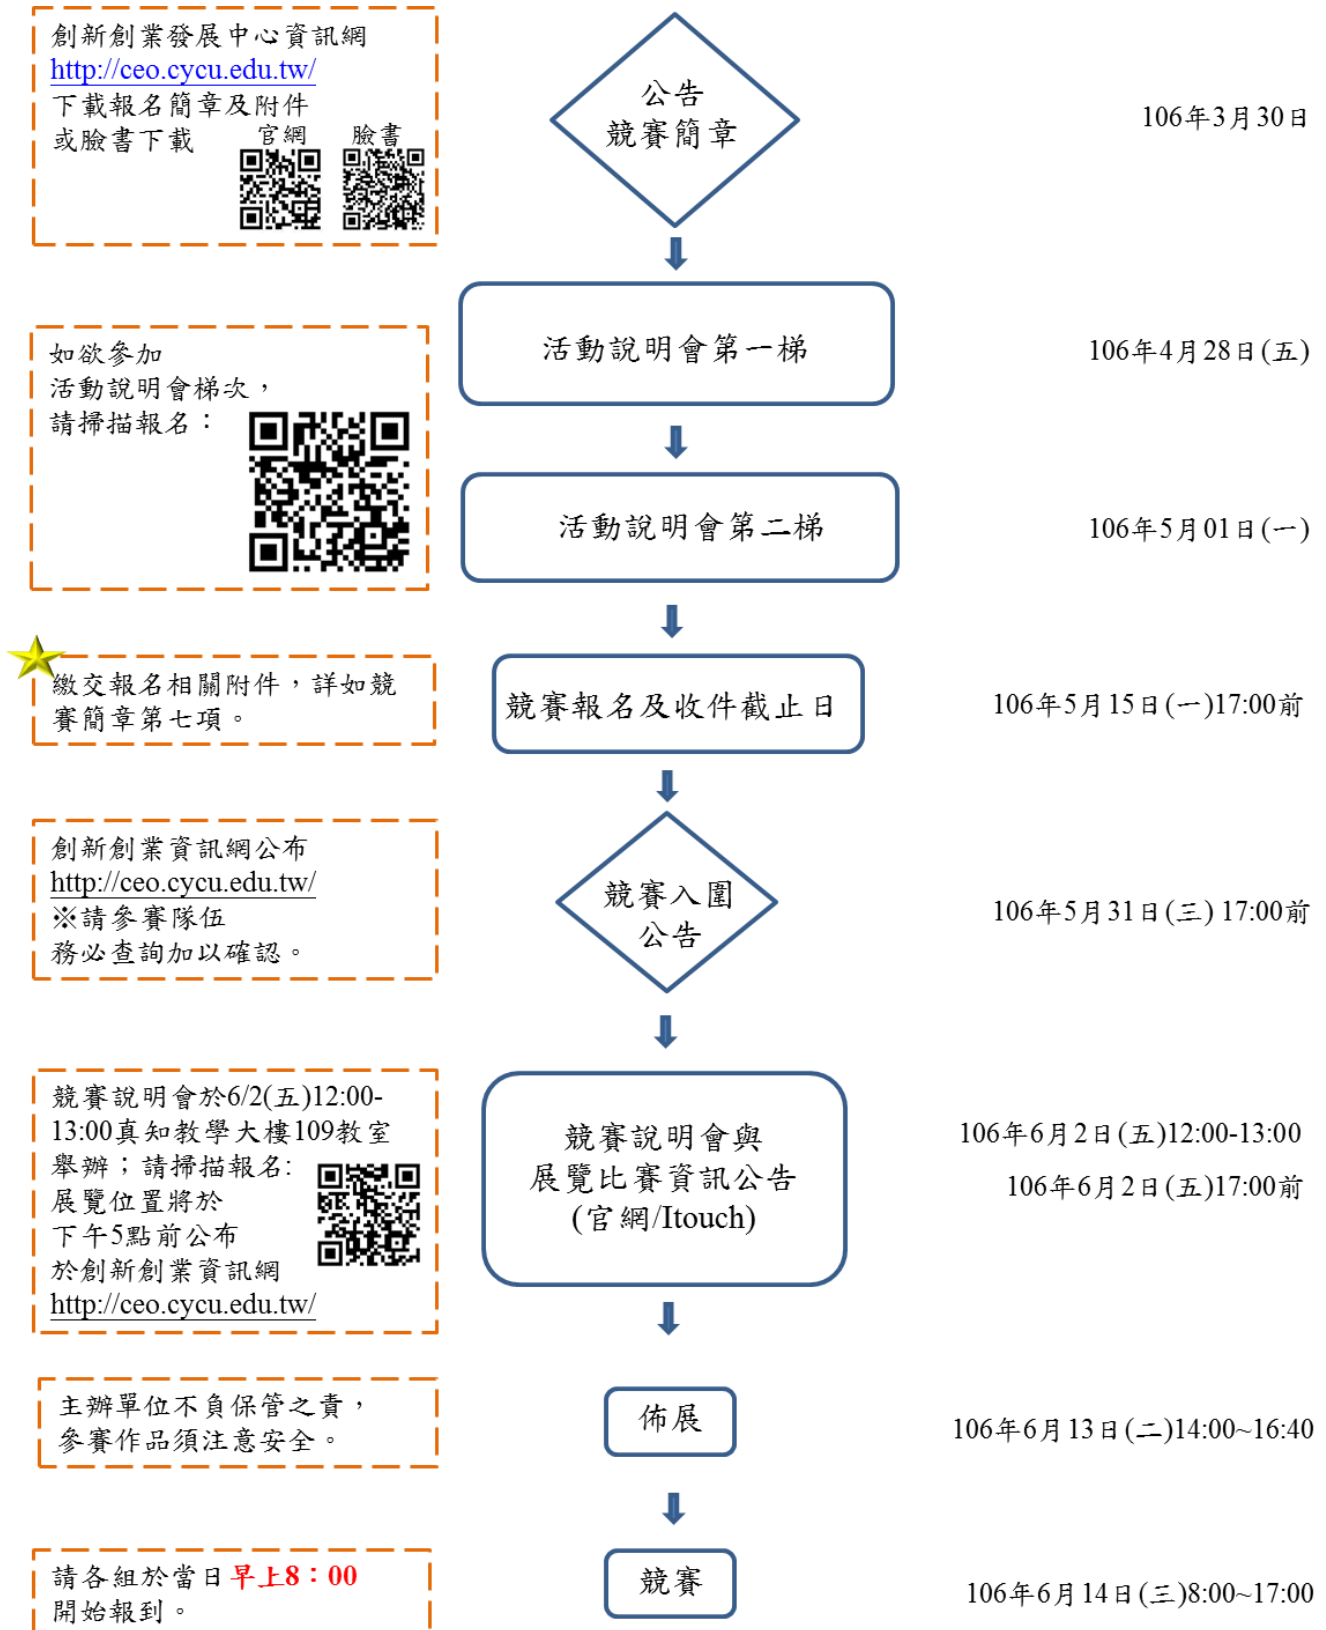 創新創業發展中心資訊網
http://ceo.cycu.edu.tw/
下載報名簡章及附件
或臉書下載
官網
臉書
公告
競賽簡章
106年3月30日
活動說明會第一梯
106年4月28日(五)
如欲參加
活動說明會梯次，
請掃描報名：
活動說明會第二梯
106年5月01日(一)
繳交報名相關附件，詳如競
賽簡章第七項。
競賽報名及收件截止日
106年5月15日(一)17:00前
創新創業資訊網公布
http://ceo.cycu.edu.tw/
※請參賽隊伍
務必查詢加以確認。
競賽入圍
公告
106年5月31日(三) 17:00前
競賽說明會於6/2(五)12:00-
13:00真知教學大樓109教室
舉辦；請掃描報名:
展覽位置將於
下午5點前公布
於創新創業資訊網
http://ceo.cycu.edu.tw/
競賽說明會與
展覽比賽資訊公告
(官網/Itouch)
106年6月2日(五)12:00-13:00
106年6月2日(五)17:00前
主辦單位不負保管之責，
參賽作品須注意安全。
佈展
106年6月13日(二)14:00~16:40
請各組於當日早上8：00
開始報到。
競賽
106年6月14日(三)8:00~17:00